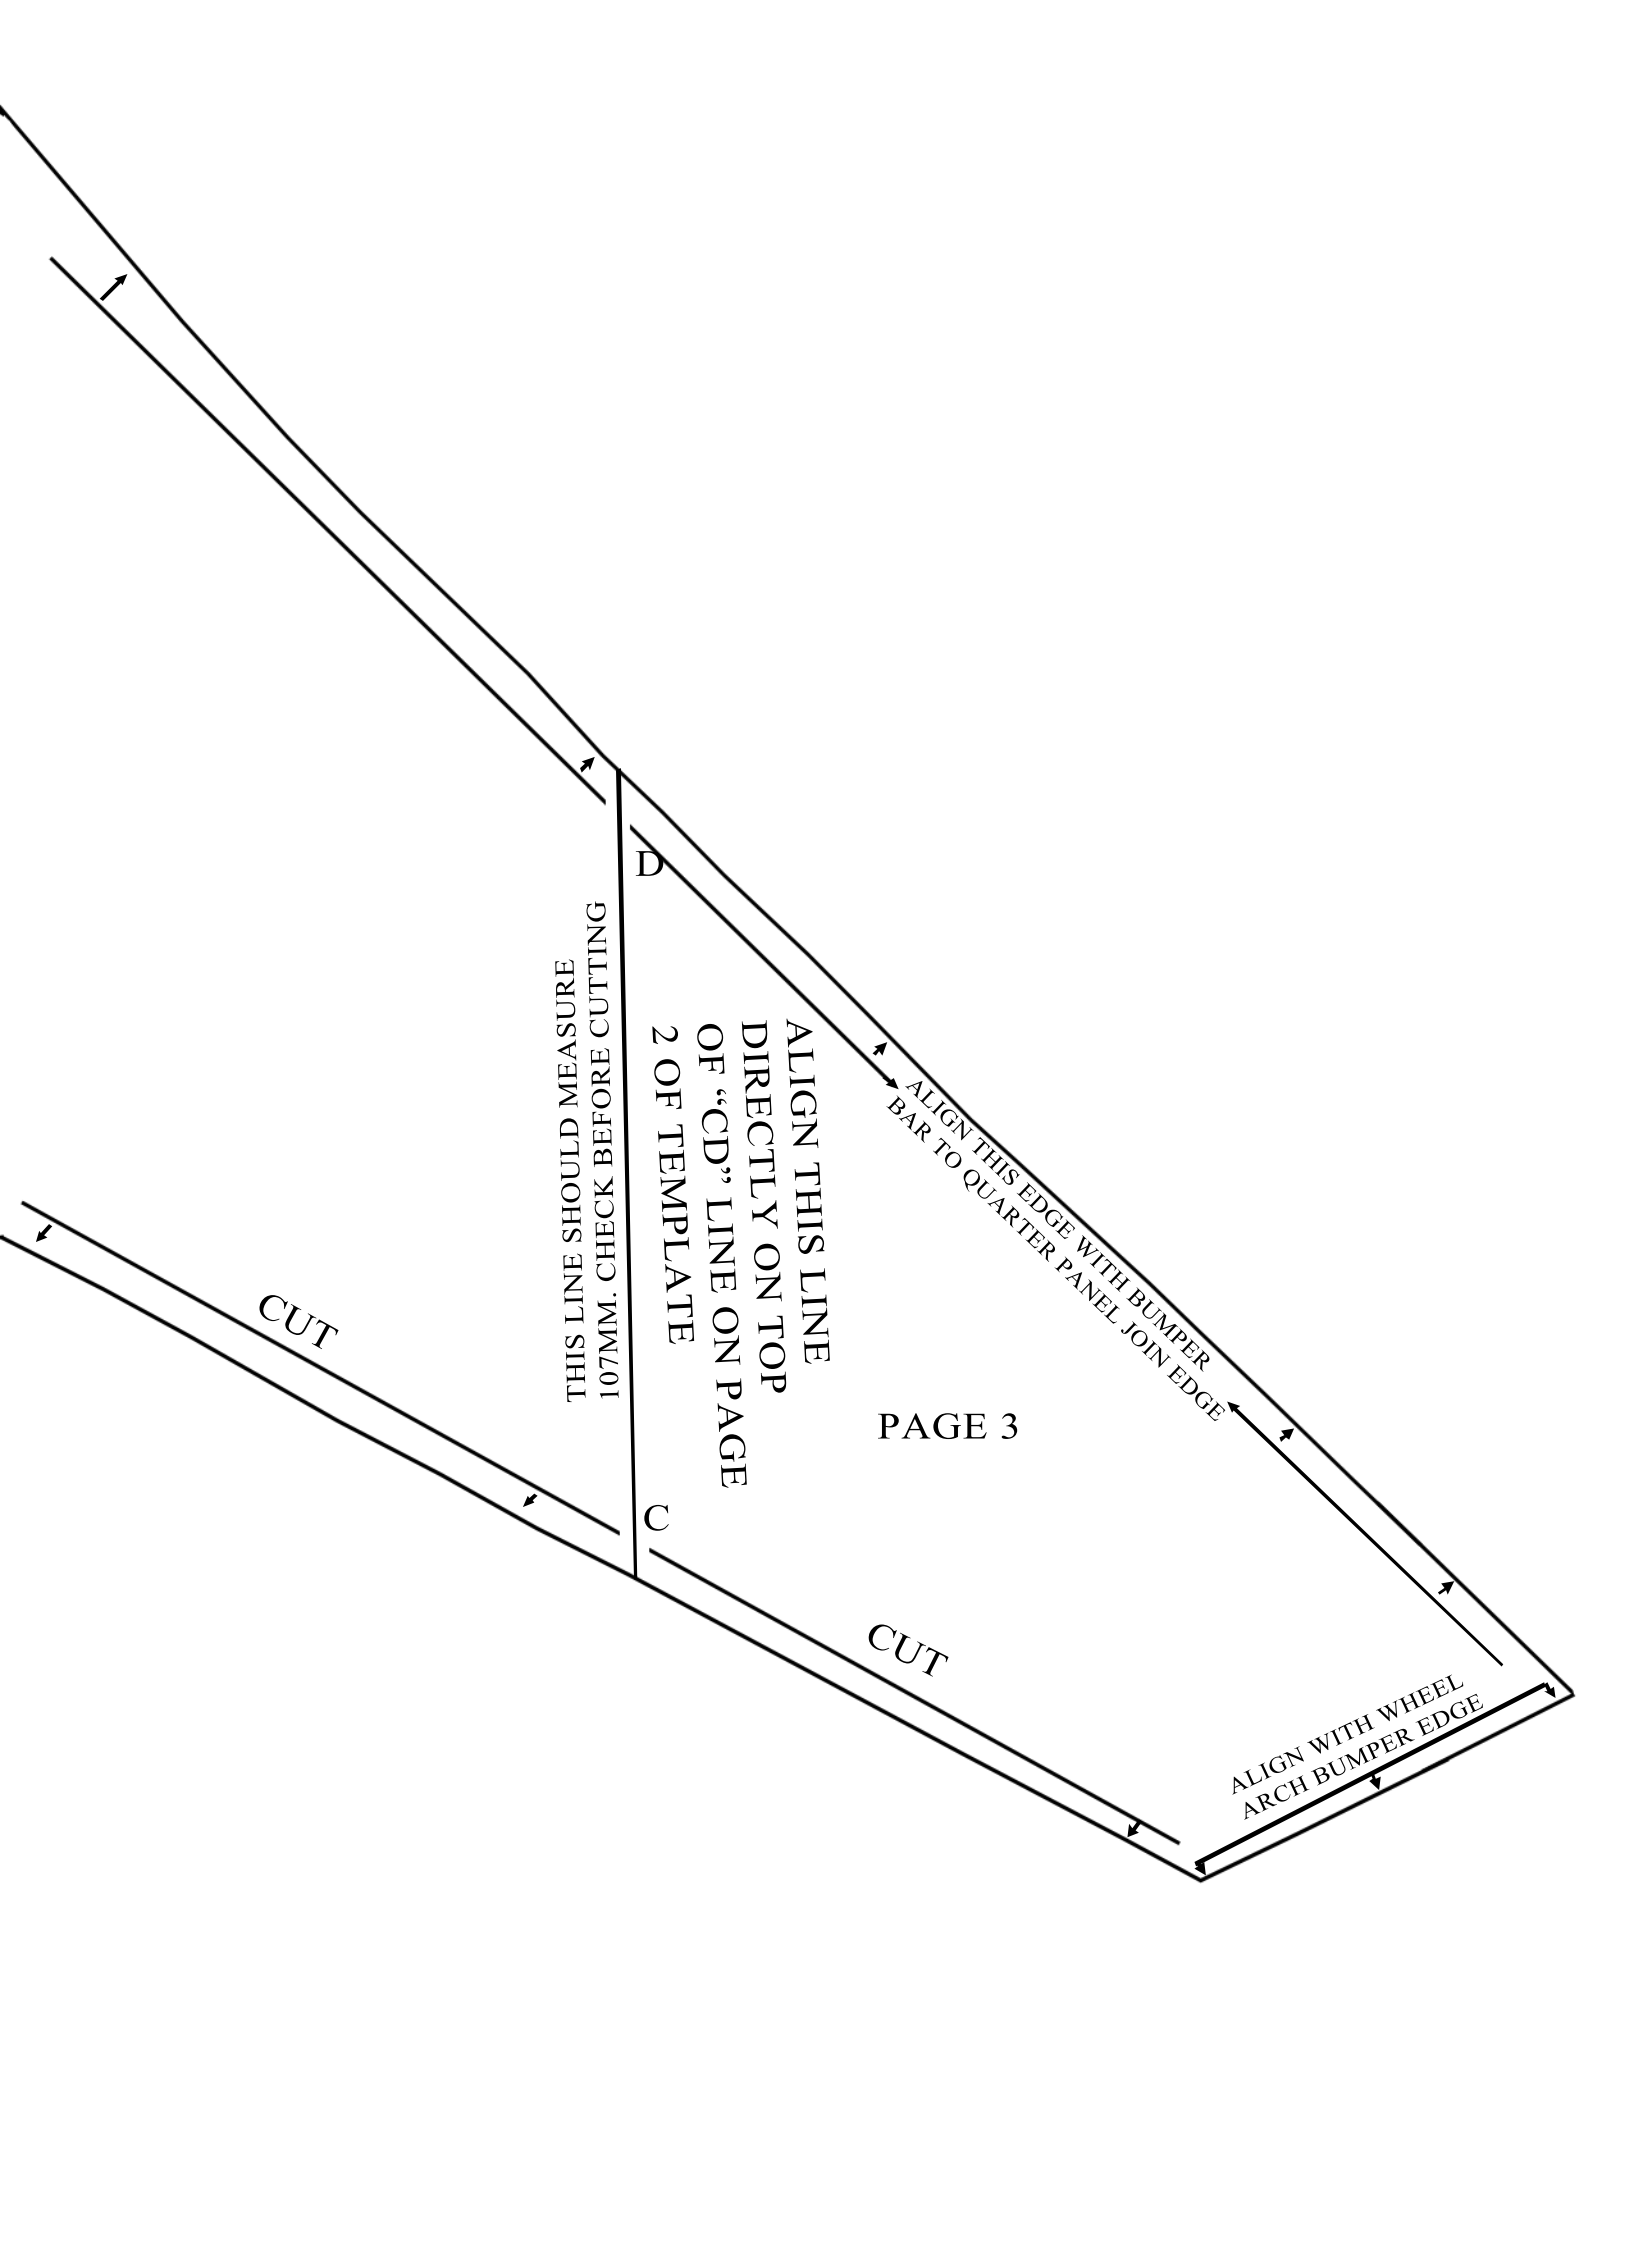 D
THIS LINE SHOULD MEASURE
107MM. CHECK BEFORE CUTTING
ALIGN THIS LINE
DIRECTLY ON TOP
OF “CD” LINE ON PAGE
2 OF TEMPLATE
ALIGN THIS EDGE WITH BUMPER
BAR TO QUARTER PANEL JOIN EDGE
CUT
PAGE 3
C
CUT
ALIGN WITH WHEEL
ARCH BUMPER EDGE